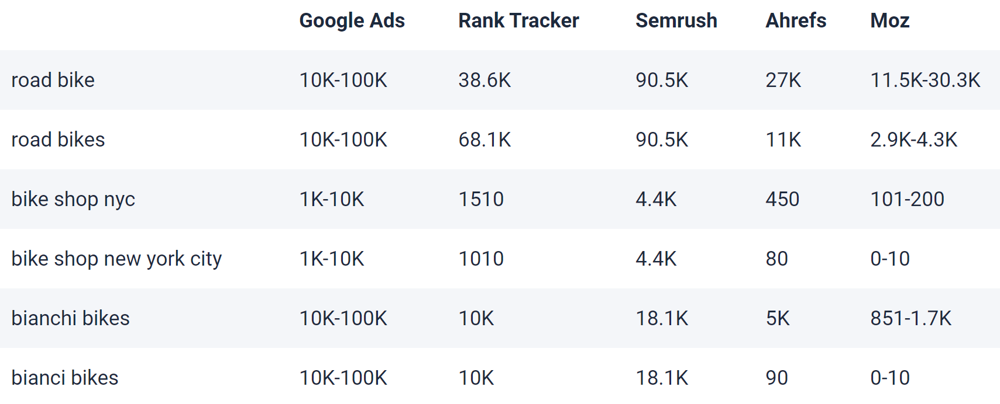 Google Ads Rank Tracker Semrush Ahrefs Moz
road bike 10K-100K 38.6K 90.5K 27K 11.5K-30.3K
road bikes 10K-100K 68.1K 90.5K 11K 2.9K-4.3K
bike shop nyc 1K-10K 1510 4.4K 450 101-200
bike shop new york city 1K-10K 1010 4.4K 80 0-10
bianchi bikes 10K-100K 10K 18.1K 5K 851-1.7K
bianci bikes 10K-100K 10K 18.1K 90 0-10